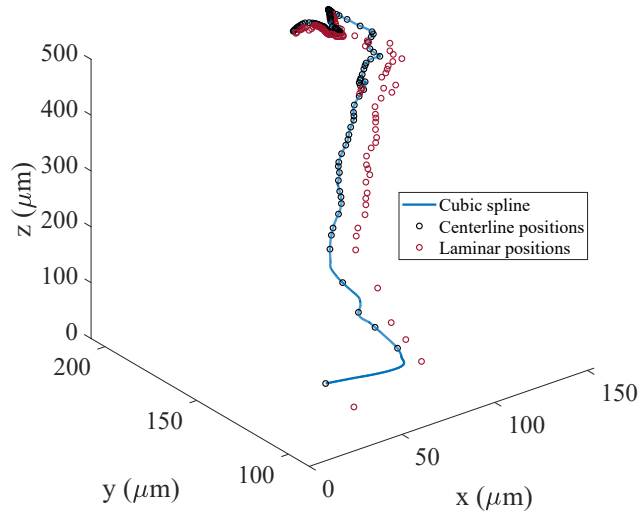 500
400
300
200
100
0
z (μm)
200
150
100
y (μm)
0
50
100
150
x (μm)
Cubic spline
Centerline positions
Laminar positions